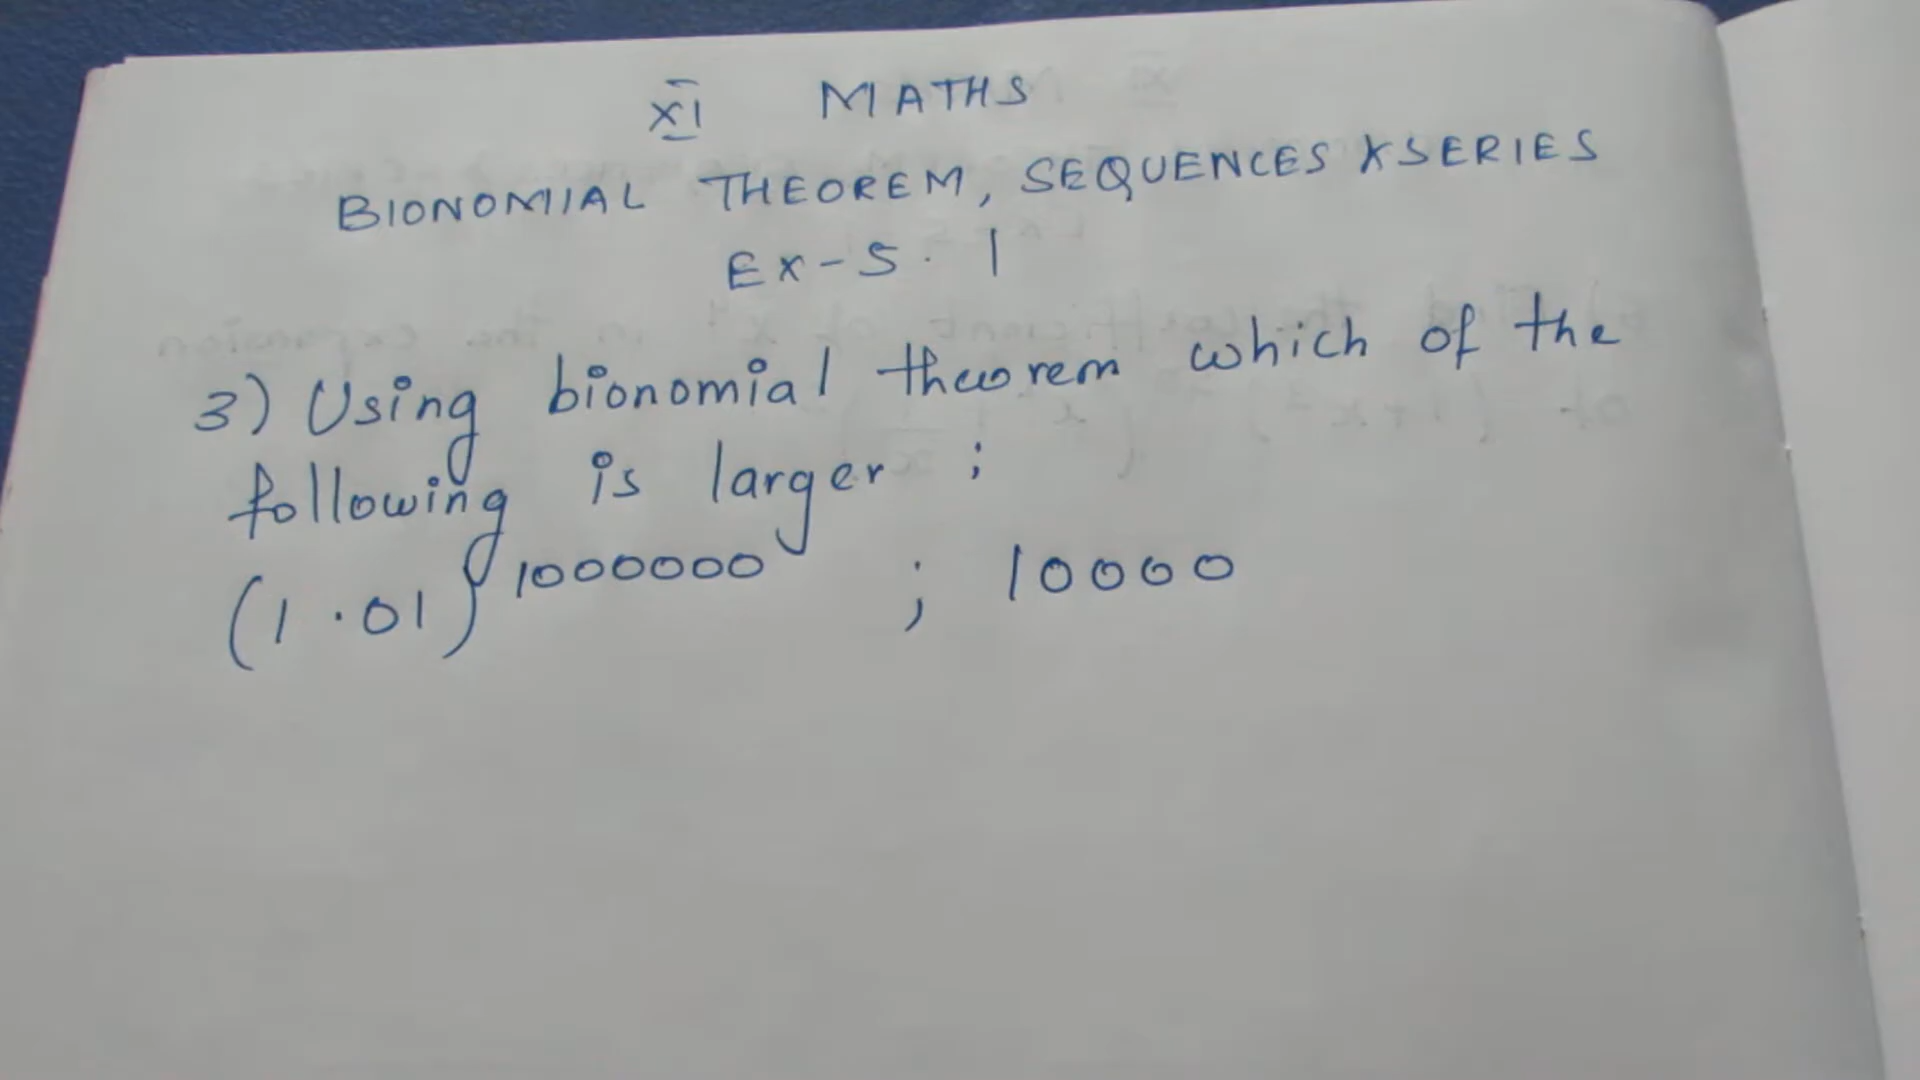 XI MATHS
BIONOMIAL THEOREM, SEQUENCES & SERIES
Ex-5.1
3) Using bionomial theorem which of the
following is larger;
(1.01)^1000000 ; 10000